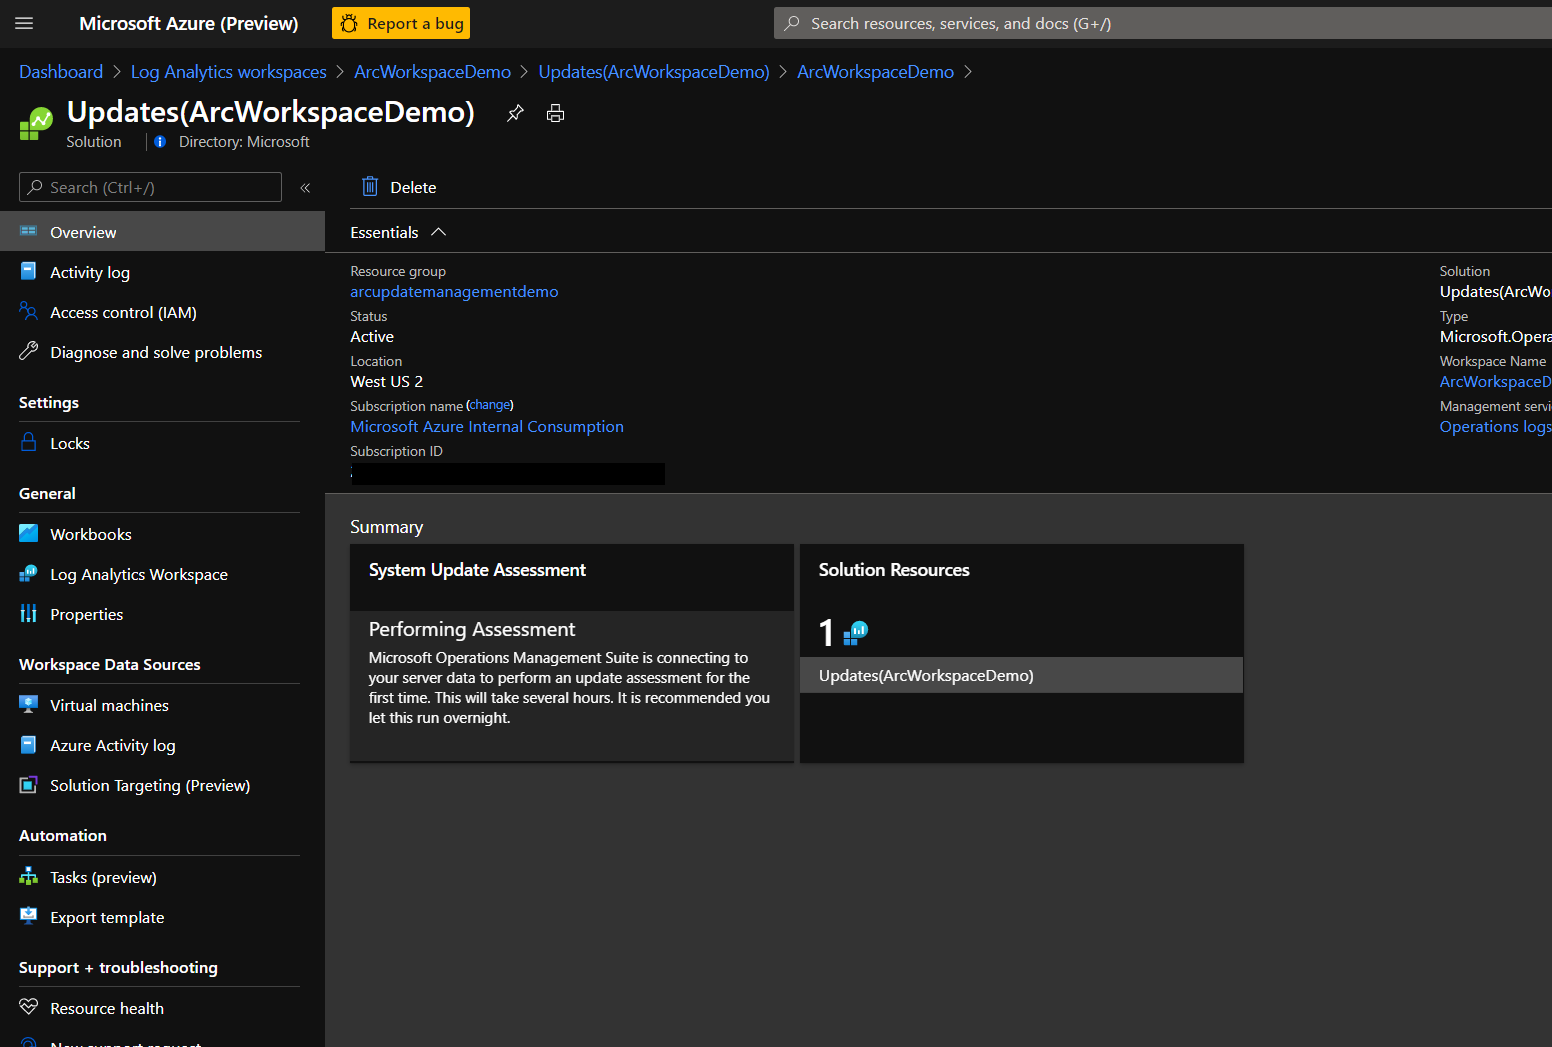 Microsoft Azure (Preview)
Report a bug
Search resources, services, and docs (G+/)
Dashboard > Log Analytics workspaces > ArcWorkspaceDemo > Updates(ArcWorkspaceDemo) > ArcWorkspaceDemo >
Updates(ArcWorkspaceDemo)
Solution
Directory: Microsoft
Search (Ctrl+/)
«
Overview
Activity log
Access control (IAM)
Diagnose and solve problems
Settings
Locks
General
Workbooks
Log Analytics Workspace
Properties
Workspace Data Sources
Virtual machines
Azure Activity log
Solution Targeting (Preview)
Automation
Tasks (preview)
Export template
Support + troubleshooting
Resource health
New support request
Delete
Essentials
Resource group
arcupdatemanagementdemo
Status
Active
Location
West US 2
Subscription name (change)
Microsoft Azure Internal Consumption
Subscription ID
Solution
Updates(ArcWo
Type
Microsoft.Opera
Workspace Name
ArcWorkspaceD
Management servi
Operations logs
Summary
System Update Assessment
Performing Assessment
Microsoft Operations Management Suite is connecting to
your server data to perform an update assessment for the
first time. This will take several hours. It is recommended you
let this run overnight.
Solution Resources
1
Updates(ArcWorkspaceDemo)